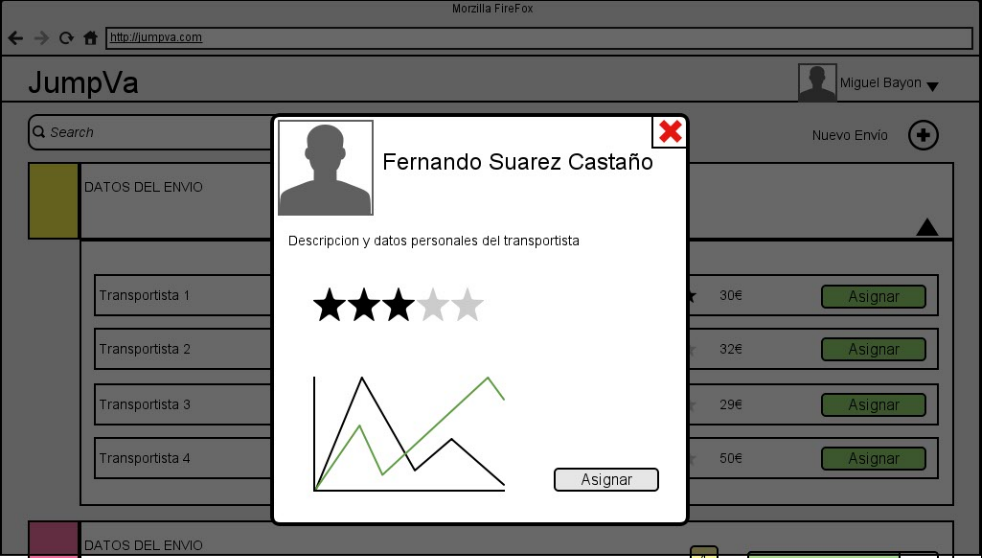 Morzilla FireFox
http://jumpva.com
JumpVa
Miguel Bayon
Search
Nuevo Envío
DATOS DEL ENVIO
Fernando Suarez Castaño
Descripcion y datos personales del transportista
Transportista 1
30€
Asignar
Transportista 2
32€
Asignar
Transportista 3
29€
Asignar
Transportista 4
50€
Asignar
Asignar
DATOS DEL ENVIO